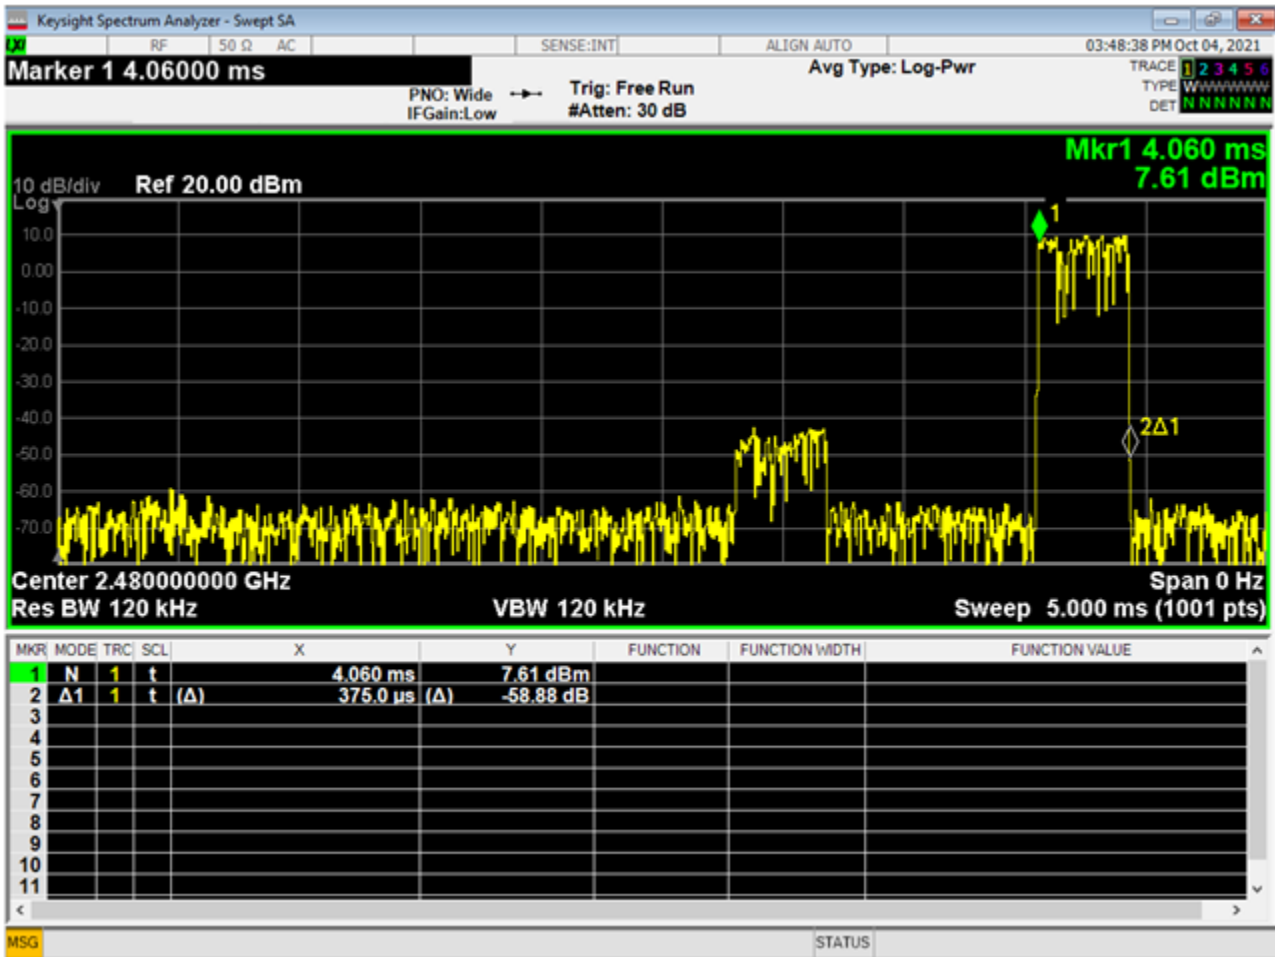 Keysight Spectrum Analyzer - Swept SA
LXI RF 50 Ω AC SENSE:INT ALIGN AUTO 03:48:38 PM Oct 04, 2021
Marker 1 4.06000 ms
PNO: Wide
IFGain:Low
Trig: Free Run
#Atten: 30 dB
Avg Type: Log-Pwr
TRACE 1 2 3 4 5 6
TYPE W W W W W W
DET N N N N N N
Mkr1 4.060 ms
7.61 dBm
10 dB/div Ref 20.00 dBm
Log
1
10.0
0.00
-10.0
-20.0
-30.0
-40.0
2Δ1
-50.0
-60.0
-70.0
Center 2.480000000 GHz Span 0 Hz
Res BW 120 kHz VBW 120 kHz Sweep 5.000 ms (1001 pts)
MKR MODE TRC SCL X Y FUNCTION FUNCTION WIDTH FUNCTION VALUE
1 N 1 t 4.060 ms 7.61 dBm
2 Δ1 1 t (Δ) 375.0 µs (Δ) -58.88 dB
3
4
5
6
7
8
9
10
11
MSG STATUS